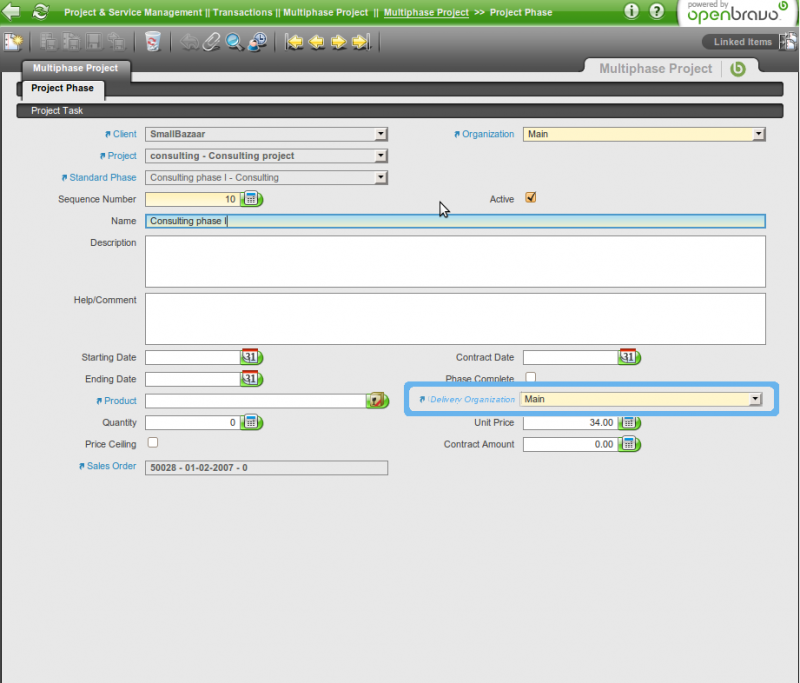 Project & Service Management || Transactions || Multiphase Project || Multiphase Project >> Project Phase
powered by
openbravo
Linked Items
Multiphase Project
Multiphase Project
Project Phase
Project Task
Client SmallBazaar Organization Main
Project consulting - Consulting project
Standard Phase Consulting phase I - Consulting
Sequence Number 10 Active
Name Consulting phase I
Description
Help/Comment
Starting Date 31 Contract Date 31
Ending Date 31 Phase Complete
Product Delivery Organization Main
Quantity 0 Unit Price 34.00
Price Ceiling Contract Amount 0.00
Sales Order 50028 - 01-02-2007 - 0